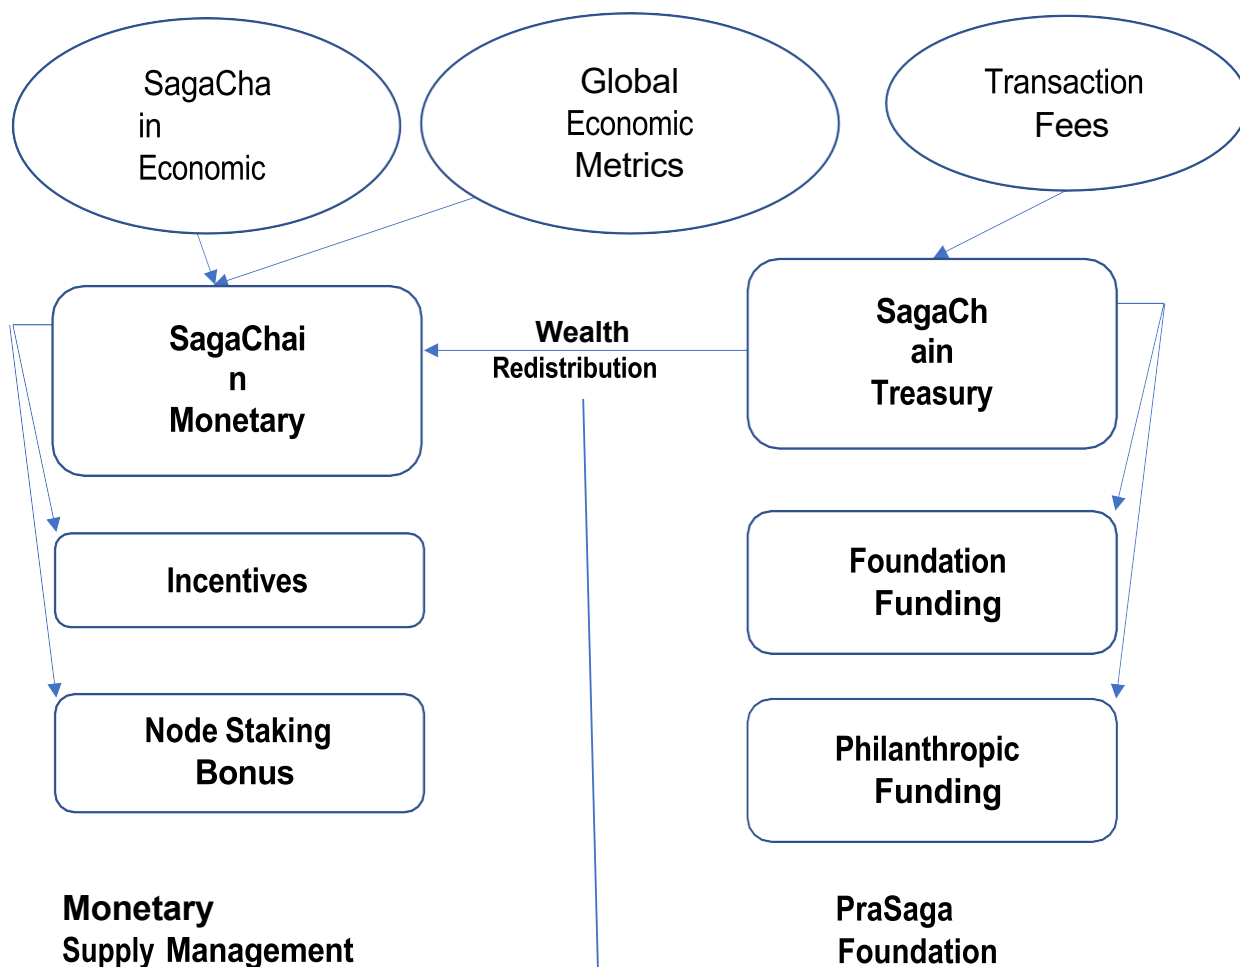 SagaCha
in
Economic
Global
Economic
Metrics
Transaction
Fees
SagaChai
n
Monetary
Wealth
Redistribution
SagaCh
ain
Treasury
Incentives
Foundation
Funding
Node Staking
Bonus
Philanthropic
Funding
Monetary
Supply Management
PraSaga
Foundation